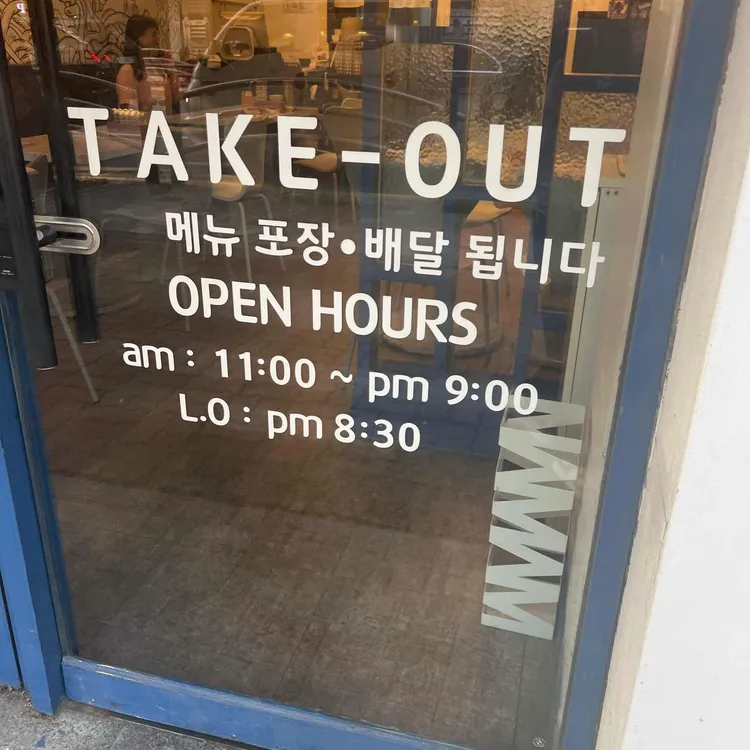 TAKE-OUT
메뉴 포장•배달 됩니다
OPEN HOURS
am : 11:00 ~ pm 9:00
L.O : pm 8:30